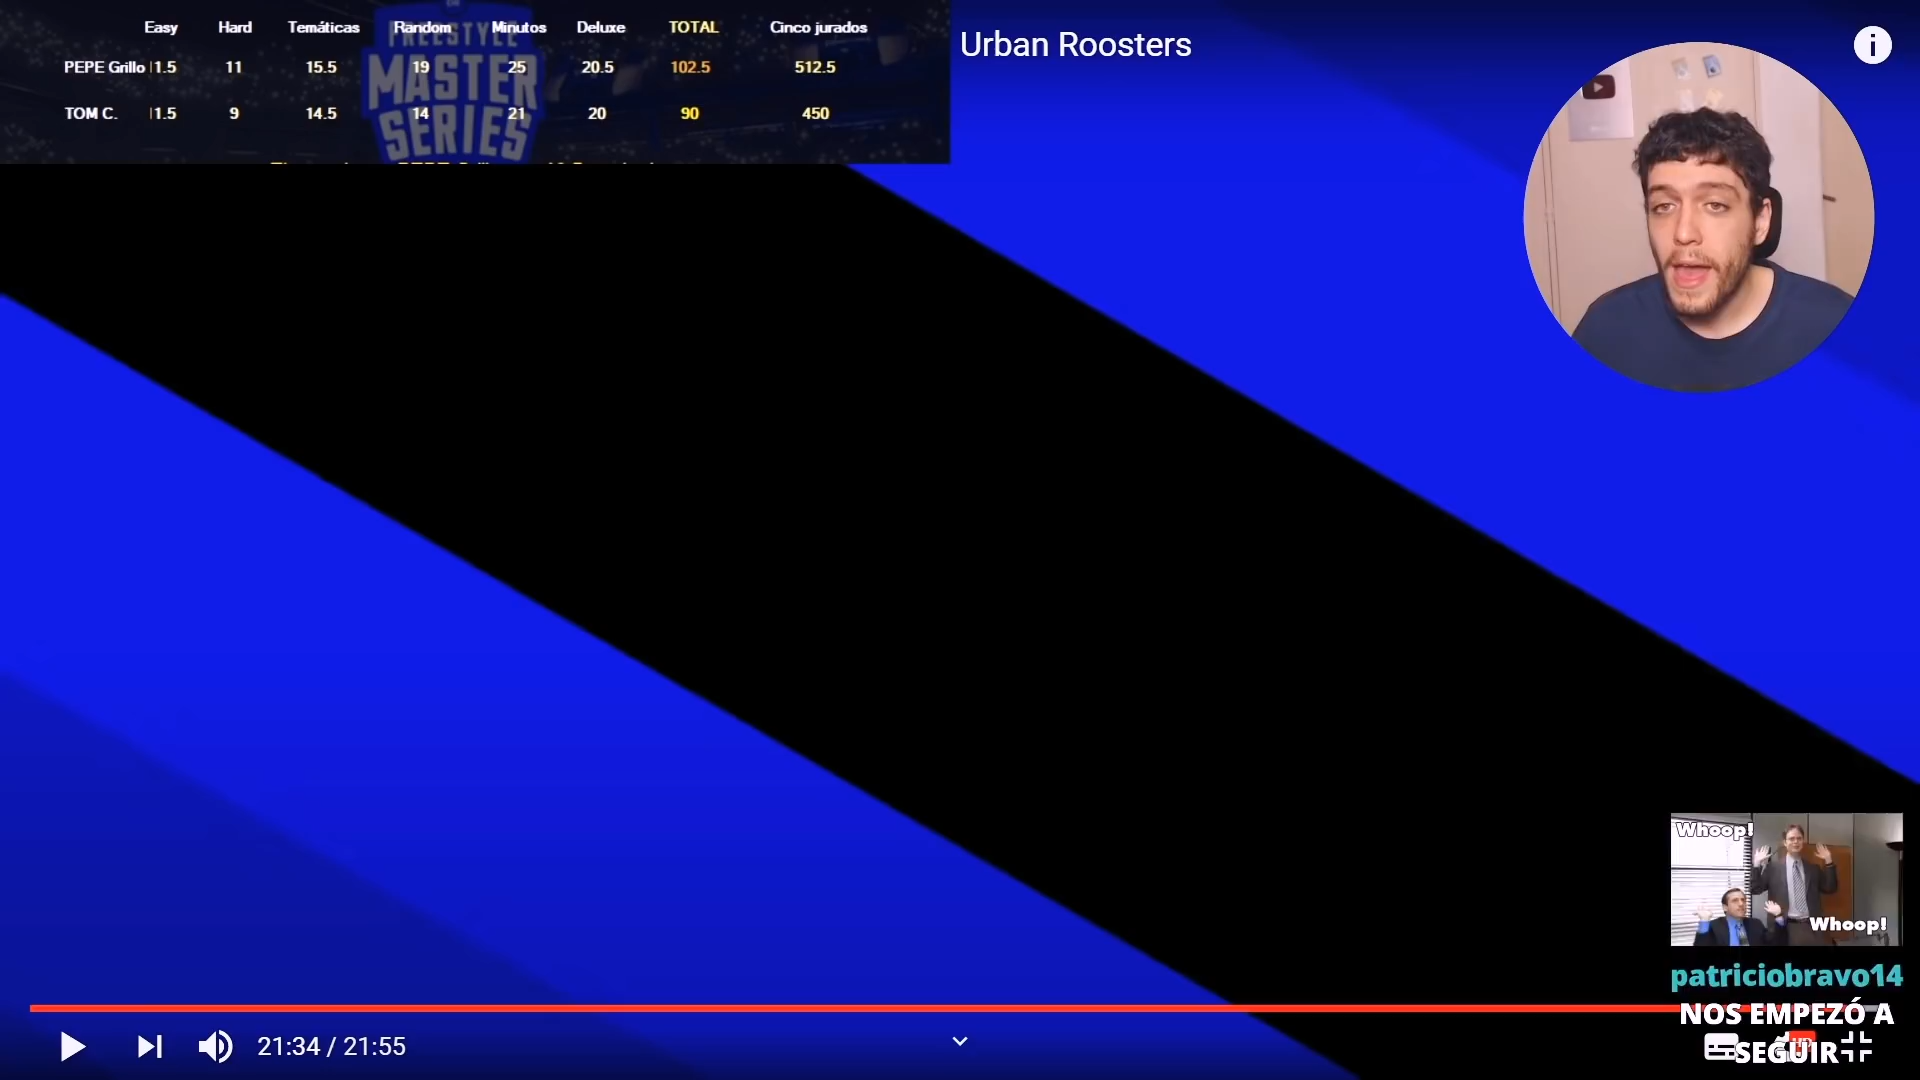 Easy Hard Temáticas Random Minutos Deluxe TOTAL Cinco jurados
PEPE Grillo 11.5 11 15.5 19 25 20.5 102.5 512.5
TOM C. 11.5 9 14.5 14 21 20 90 450
FREESTYLE
MASTER
SERIES
Urban Roosters
Whoop!
Whoop!
patriciobravo14
NOS EMPEZÓ A
SEGUIR
21:34 / 21:55
HD